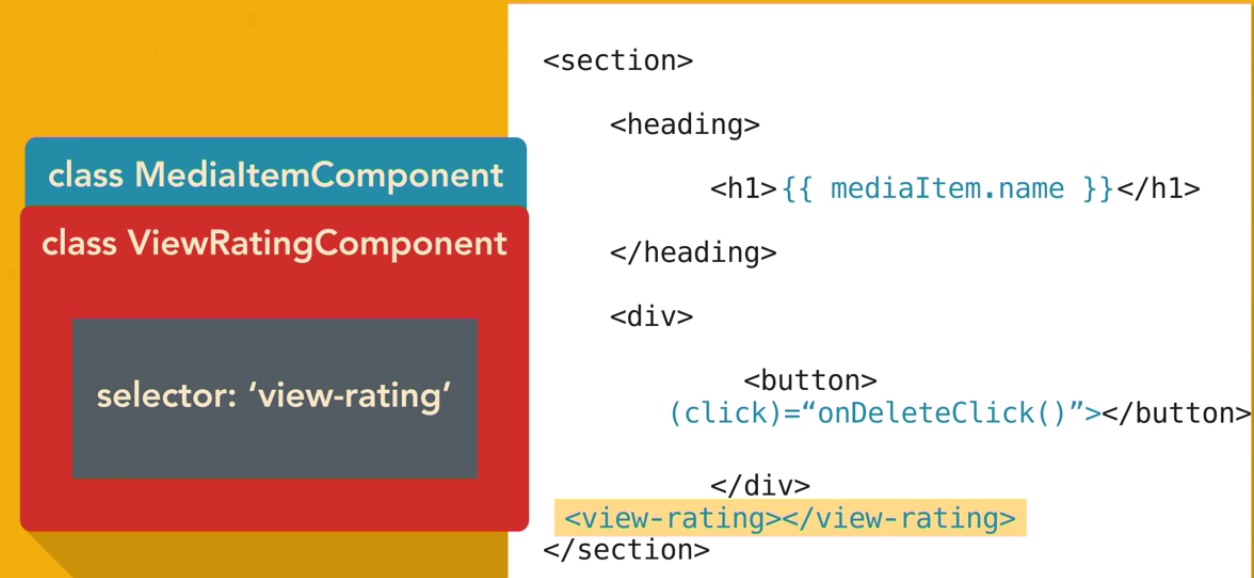 class MediaItemComponent
class ViewRatingComponent
selector: ‘view-rating’
<section>
<heading>
<h1>{{ mediaItem.name }}</h1>
</heading>
<div>
<button>
(click)=“onDeleteClick()”></button>
</div>
<view-rating></view-rating>
</section>